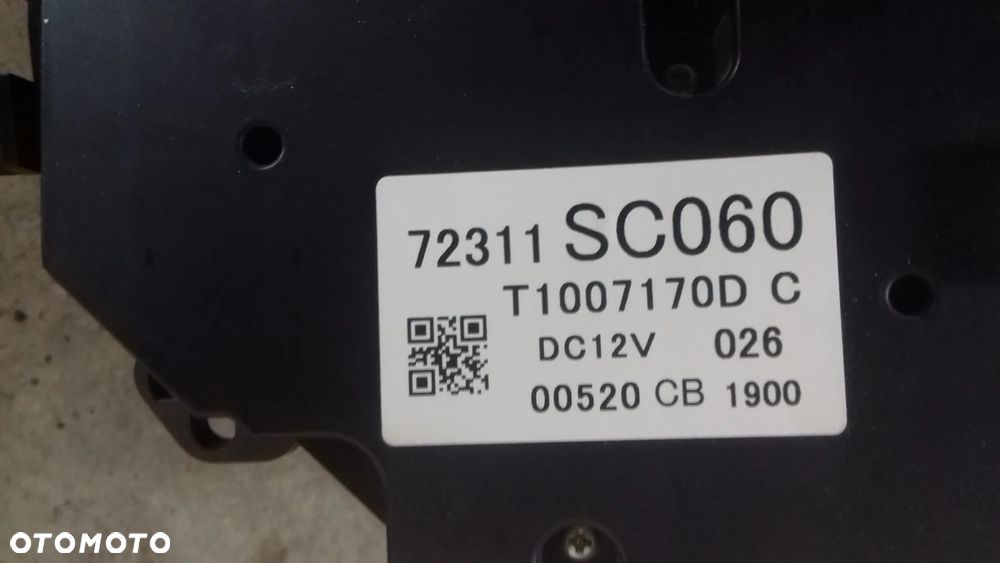 72311 SC060
T1007170D C
DC12V 026
00520 CB 1900
OTOMOTO